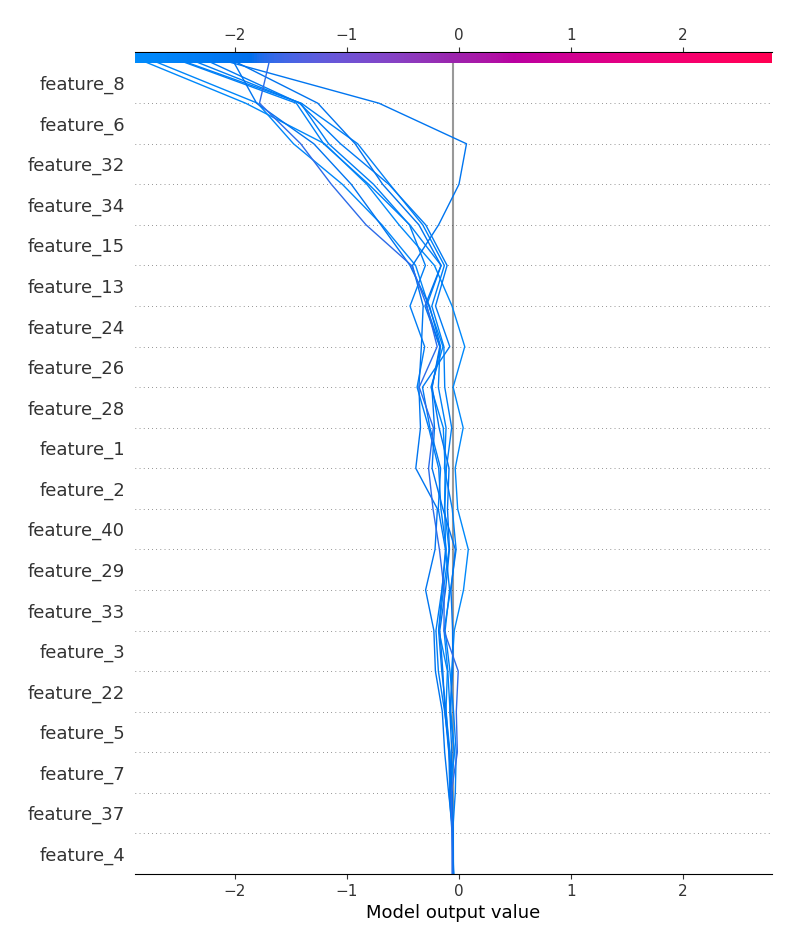 −2 −1 0 1 2
feature_8
feature_6
feature_32
feature_34
feature_15
feature_13
feature_24
feature_26
feature_28
feature_1
feature_2
feature_40
feature_29
feature_33
feature_3
feature_22
feature_5
feature_7
feature_37
feature_4
−2 −1 0 1 2
Model output value